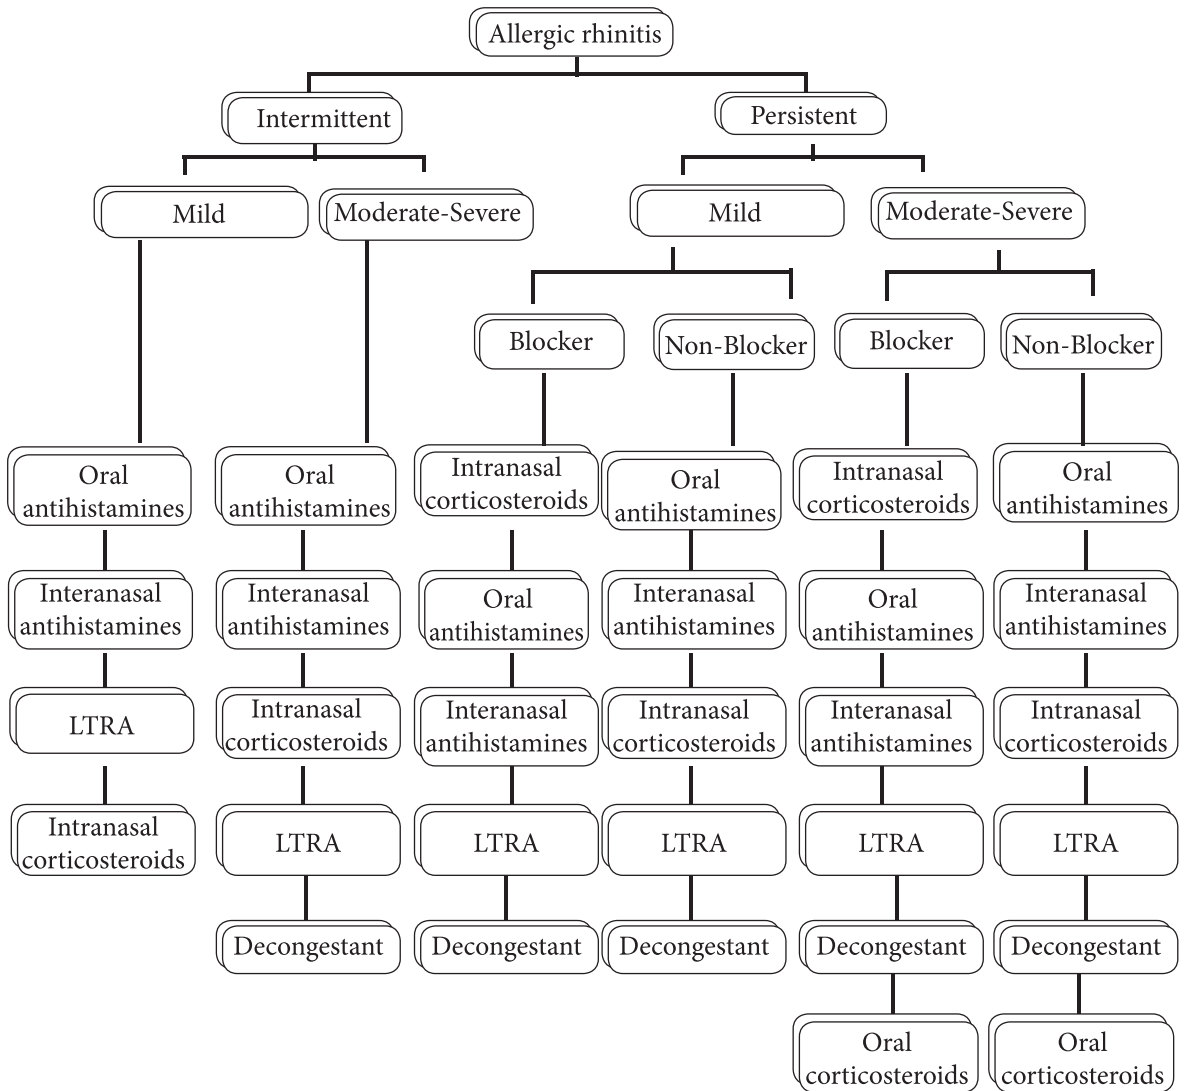 Allergic rhinitis
Intermittent
Persistent
Mild
Moderate-Severe
Mild
Moderate-Severe
Blocker
Non-Blocker
Blocker
Non-Blocker
Oral
antihistamines
Oral
antihistamines
Intranasal
corticosteroids
Oral
antihistamines
Intranasal
corticosteroids
Oral
antihistamines
Interanasal
antihistamines
Interanasal
antihistamines
Oral
antihistamines
Interanasal
antihistamines
Oral
antihistamines
Interanasal
antihistamines
LTRA
Intranasal
corticosteroids
Interanasal
antihistamines
Intranasal
corticosteroids
Interanasal
antihistamines
Intranasal
corticosteroids
Intranasal
corticosteroids
LTRA
LTRA
LTRA
LTRA
LTRA
Decongestant
Decongestant
Decongestant
Decongestant
Decongestant
Oral
corticosteroids
Oral
corticosteroids